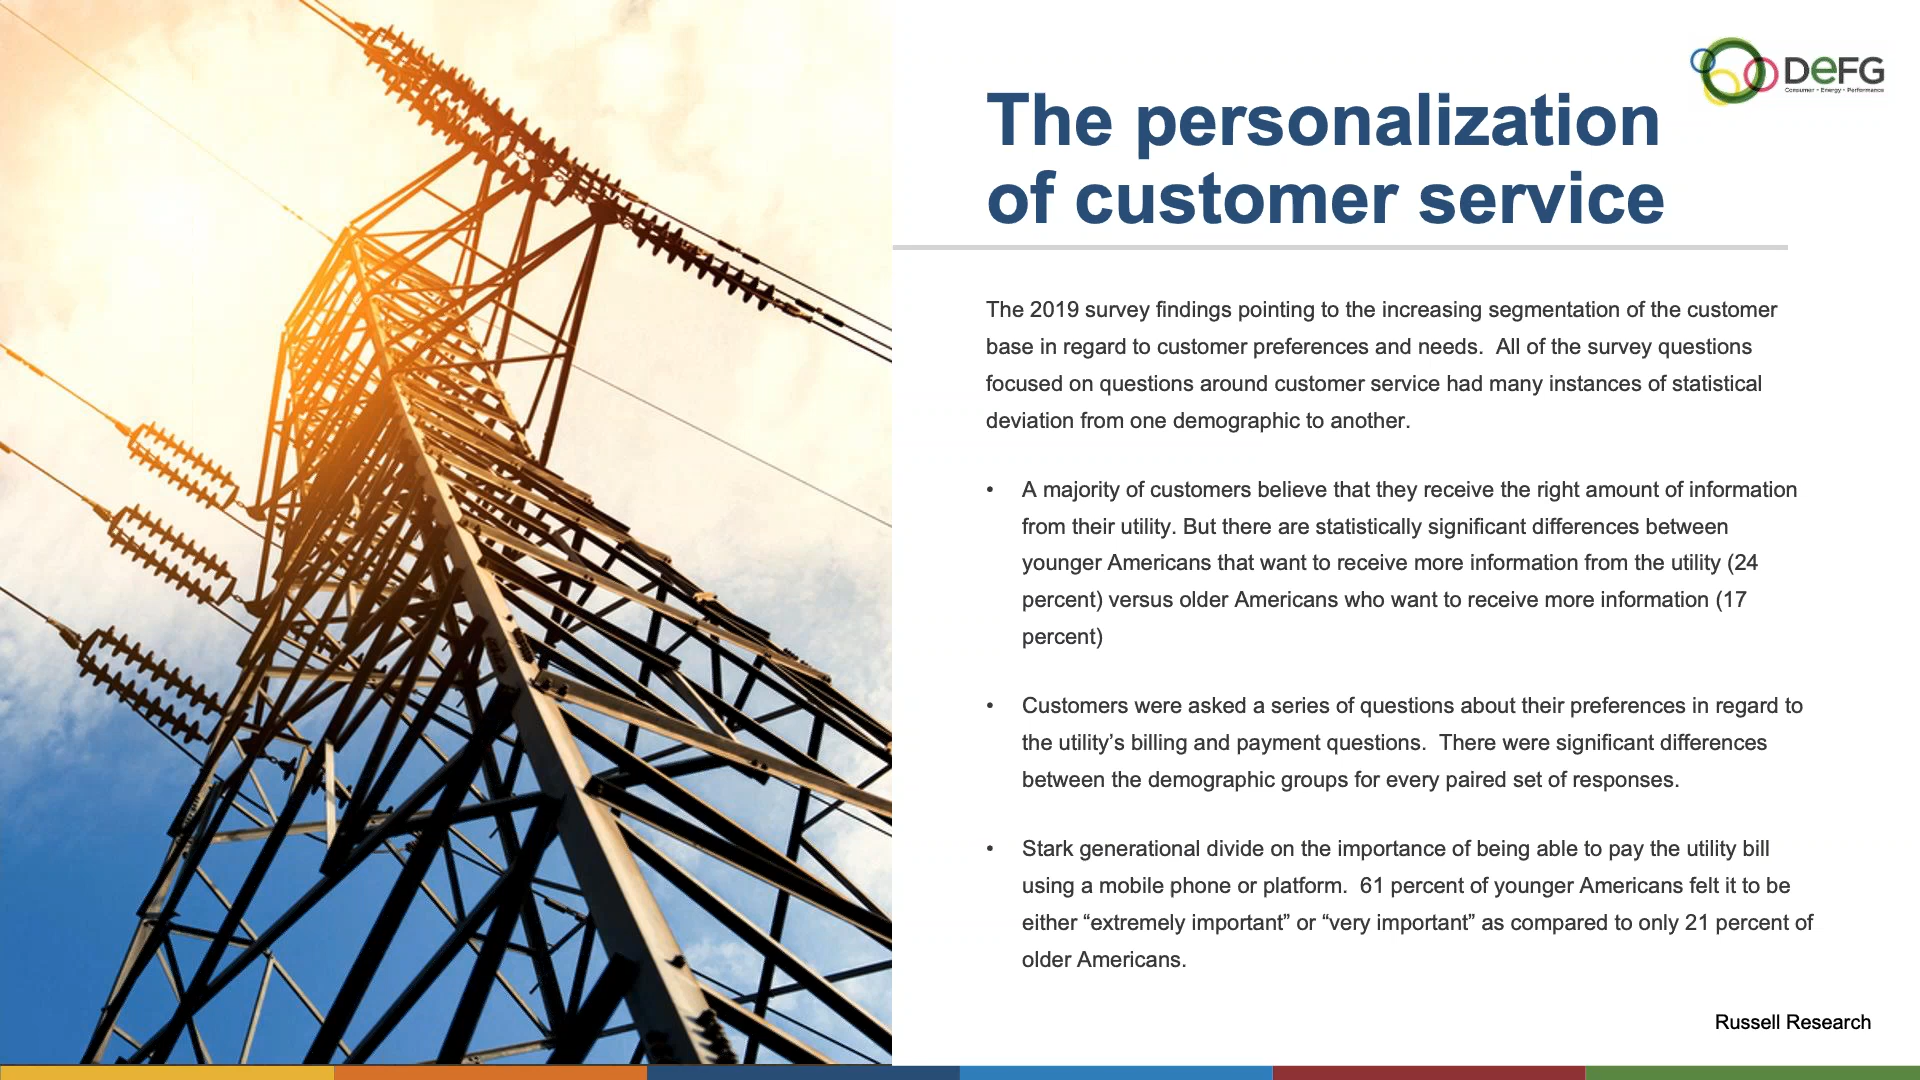 DEFG
Consumer • Energy • Performance
The personalization
of customer service
The 2019 survey findings pointing to the increasing segmentation of the customer
base in regard to customer preferences and needs.  All of the survey questions
focused on questions around customer service had many instances of statistical
deviation from one demographic to another.
• A majority of customers believe that they receive the right amount of information
from their utility. But there are statistically significant differences between
younger Americans that want to receive more information from the utility (24
percent) versus older Americans who want to receive more information (17
percent)
• Customers were asked a series of questions about their preferences in regard to
the utility’s billing and payment questions.  There were significant differences
between the demographic groups for every paired set of responses.
• Stark generational divide on the importance of being able to pay the utility bill
using a mobile phone or platform.  61 percent of younger Americans felt it to be
either “extremely important” or “very important” as compared to only 21 percent of
older Americans.
Russell Research